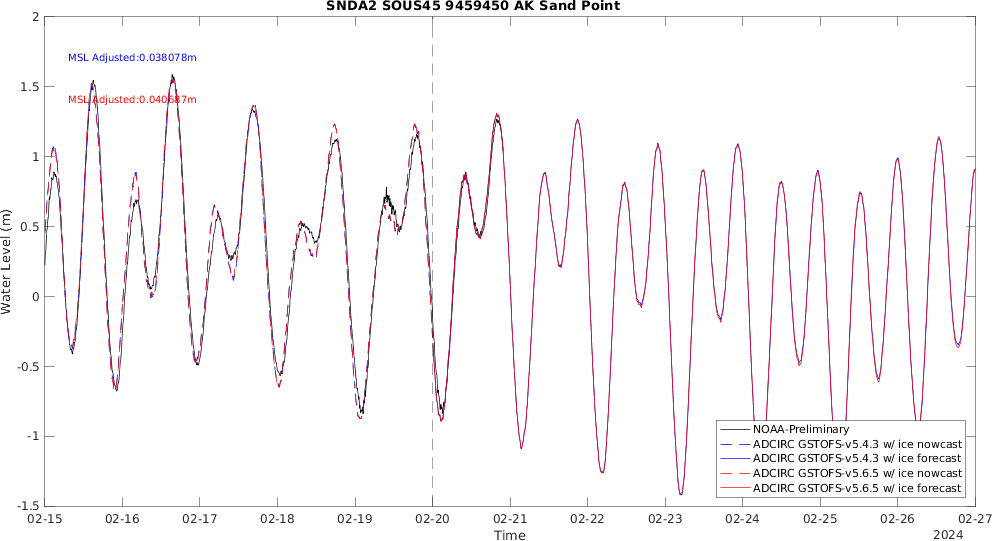 SNDA2 SOUS45 9459450 AK Sand Point
2
MSL Adjusted:0.038078m
1.5
MSL Adjusted:0.040687m
1
0.5
Water Level (m)
0
-0.5
-1
-1.5
NOAA-Preliminary
ADCIRC GSTOFS-v5.4.3 w/ ice nowcast
ADCIRC GSTOFS-v5.4.3 w/ ice forecast
ADCIRC GSTOFS-v5.6.5 w/ ice nowcast
ADCIRC GSTOFS-v5.6.5 w/ ice forecast
02-15 02-16 02-17 02-18 02-19 02-20 02-21 02-22 02-23 02-24 02-25 02-26 02-27
Time
2024